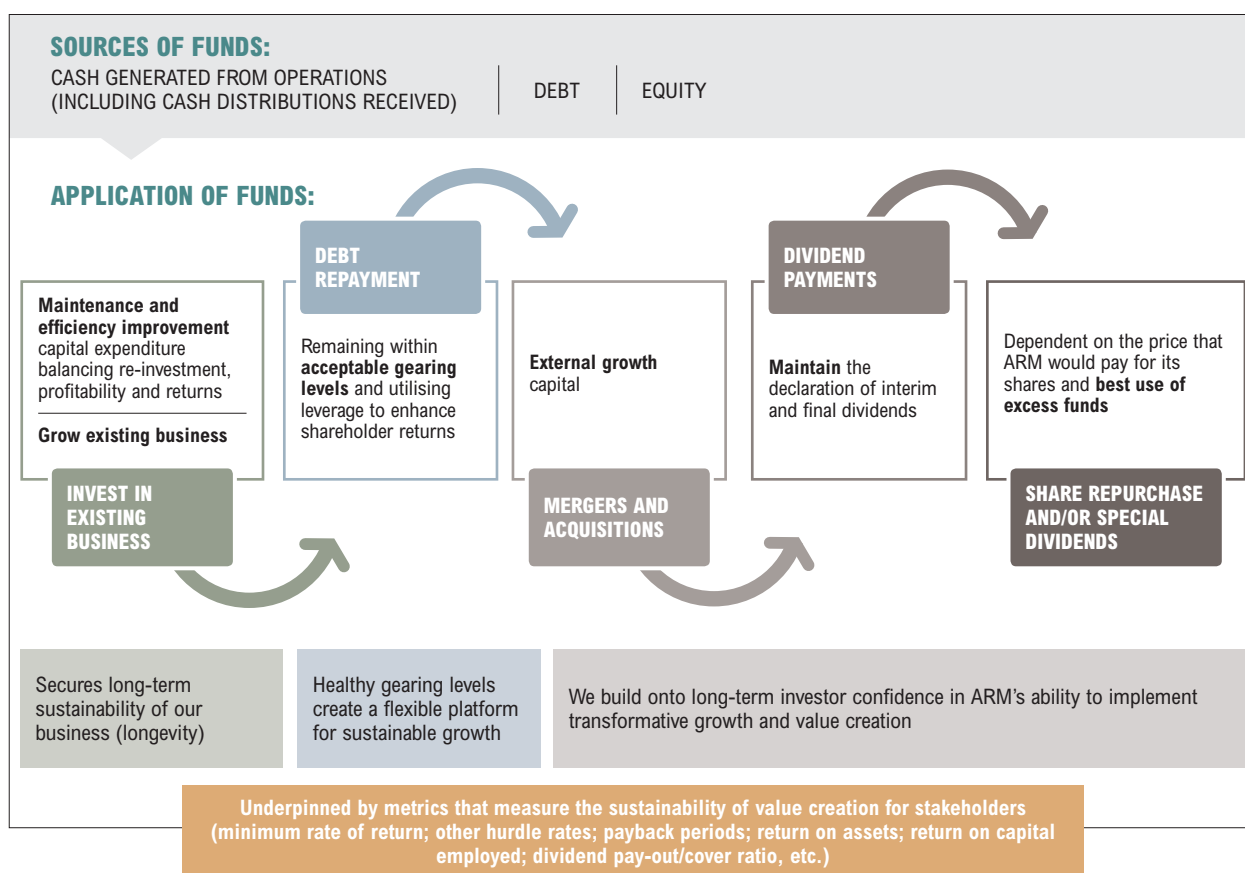 SOURCES OF FUNDS:
CASH GENERATED FROM OPERATIONS
(INCLUDING CASH DISTRIBUTIONS RECEIVED)
DEBT
EQUITY
APPLICATION OF FUNDS:
Maintenance and
efficiency improvement
capital expenditure
balancing re-investment,
profitability and returns
Grow existing business
INVEST IN
EXISTING
BUSINESS
DEBT
REPAYMENT
Remaining within
acceptable gearing
levels and utilising
leverage to enhance
shareholder returns
External growth
capital
MERGERS AND
ACQUISITIONS
DIVIDEND
PAYMENTS
Maintain the
declaration of interim
and final dividends
Dependent on the price that
ARM would pay for its
shares and best use of
excess funds
SHARE REPURCHASE
AND/OR SPECIAL
DIVIDENDS
Secures long-term
sustainability of our
business (longevity)
Healthy gearing levels
create a flexible platform
for sustainable growth
We build onto long-term investor confidence in ARM's ability to implement
transformative growth and value creation
Underpinned by metrics that measure the sustainability of value creation for stakeholders
(minimum rate of return; other hurdle rates; payback periods; return on assets; return on capital
employed; dividend pay-out/cover ratio, etc.)